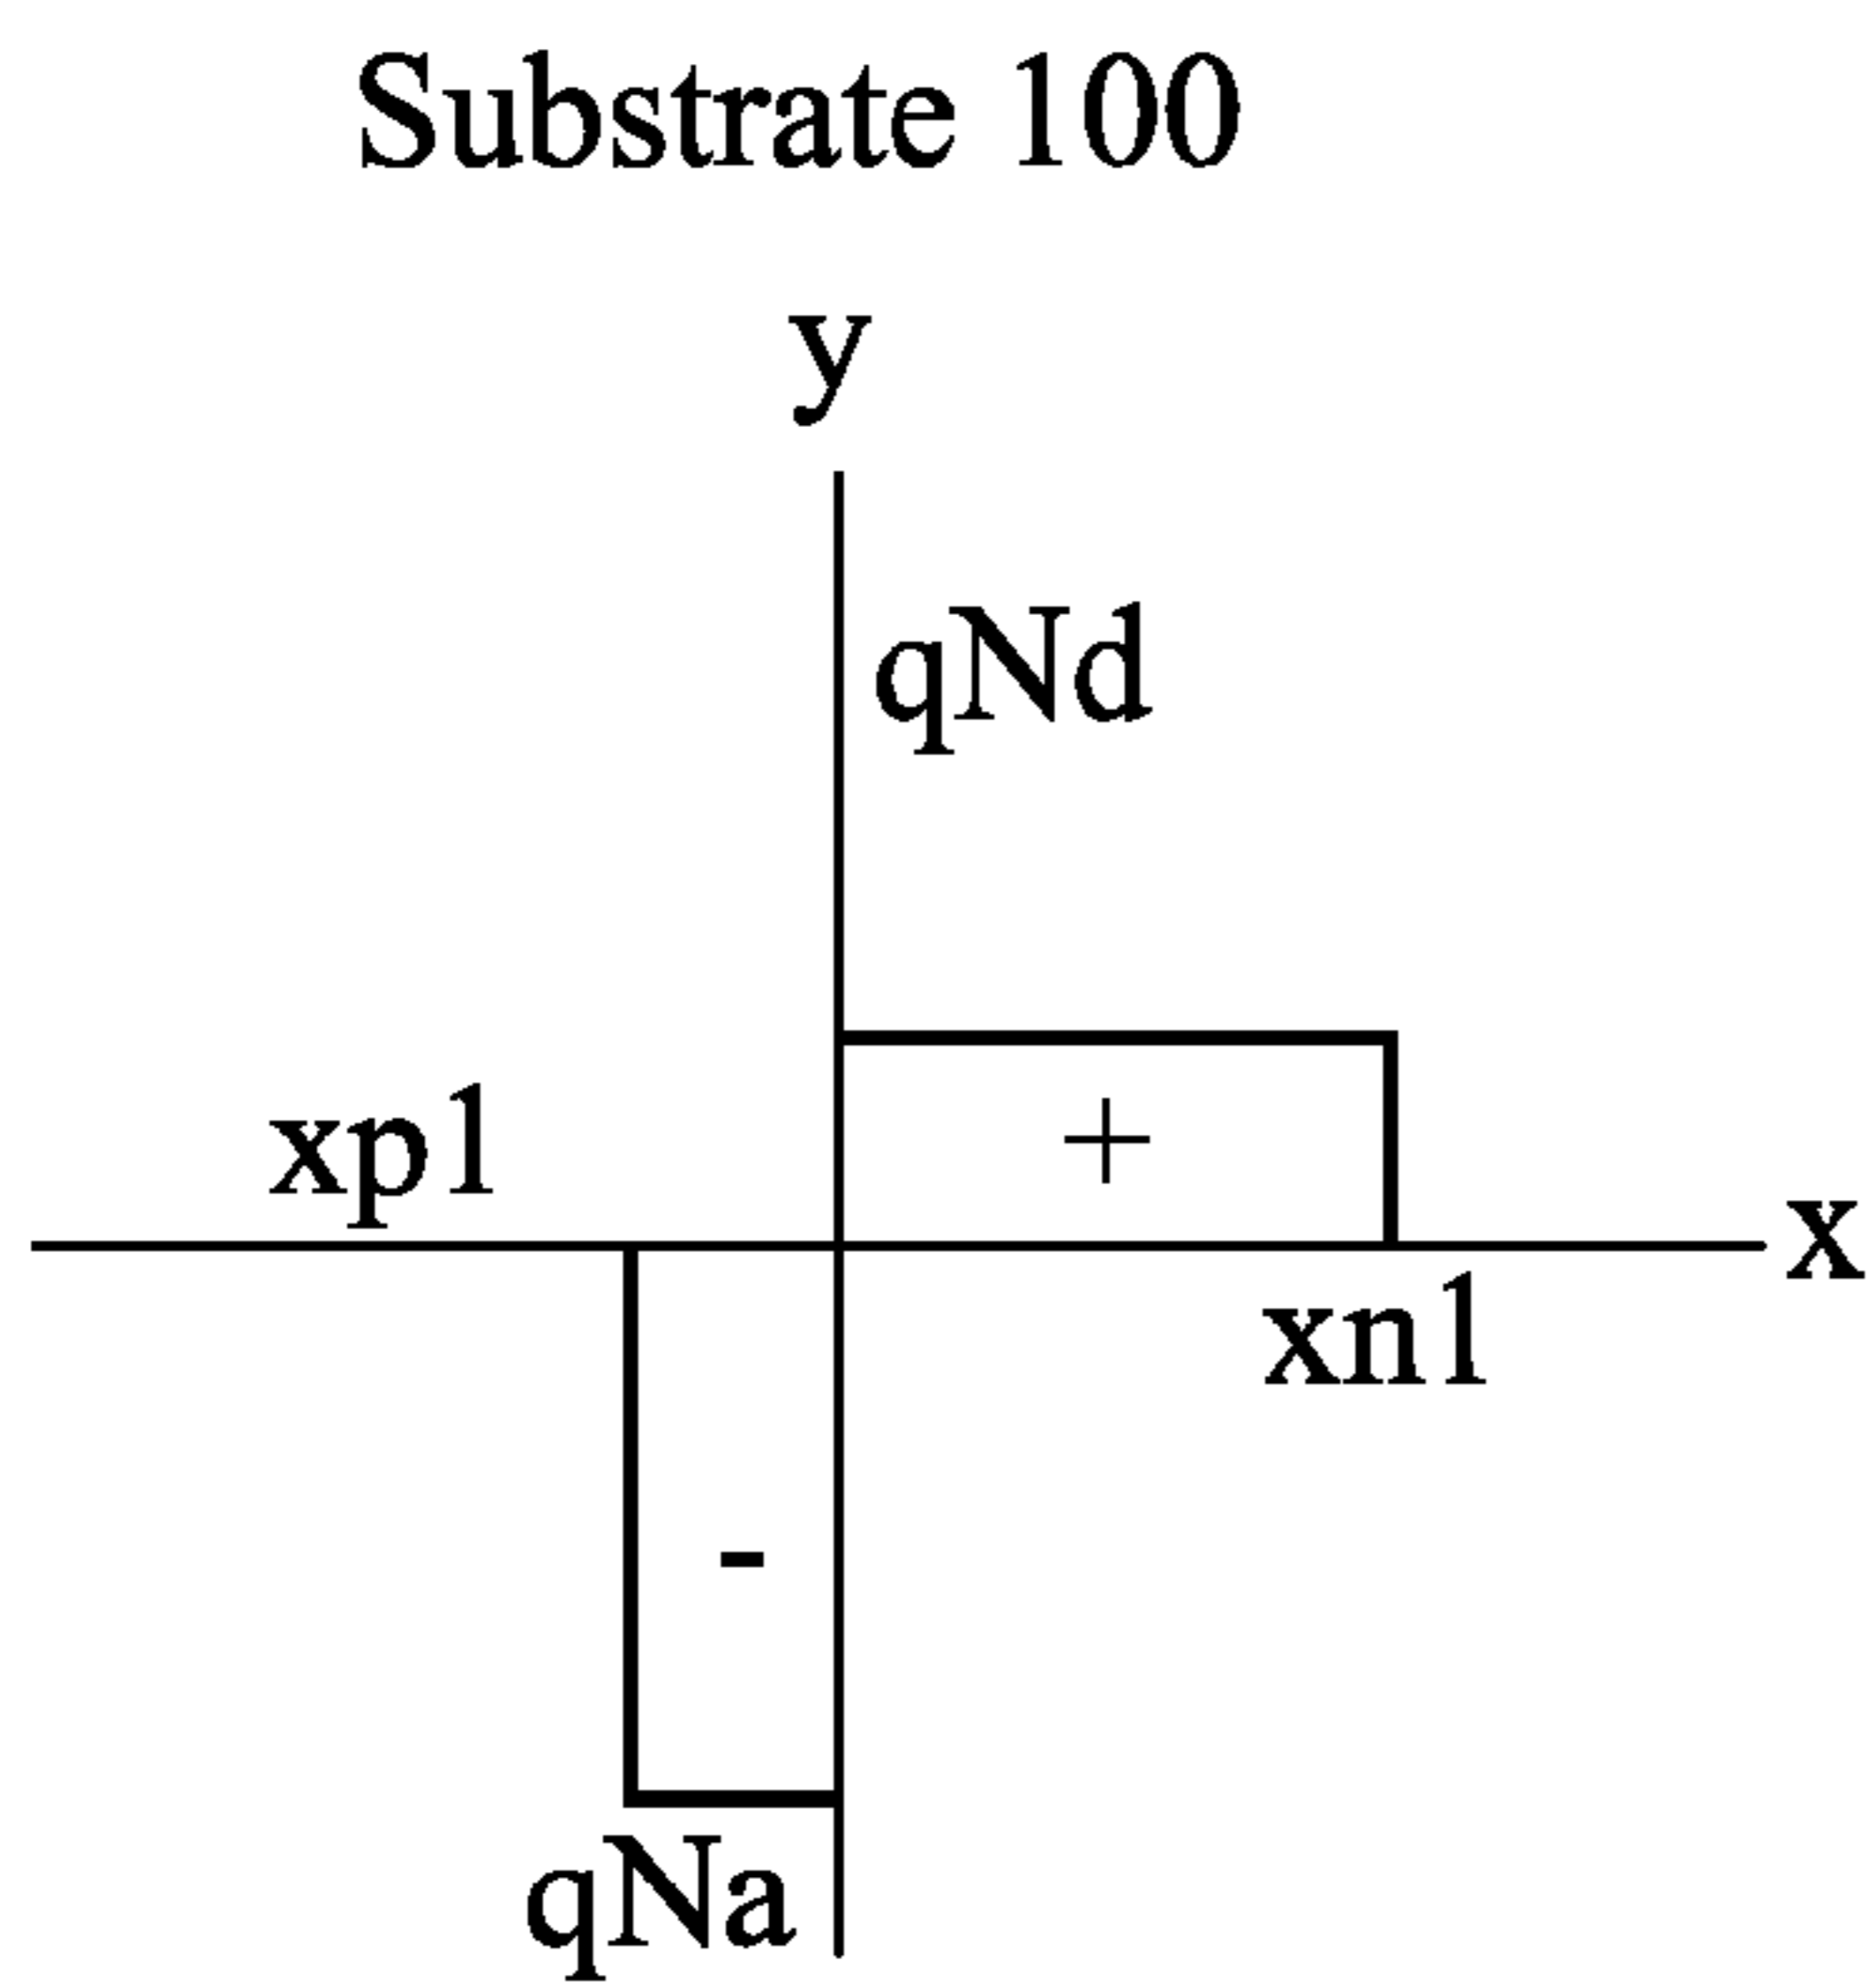 Substrate 100
y
qNd
xp1
+
x
xn1
-
qNa